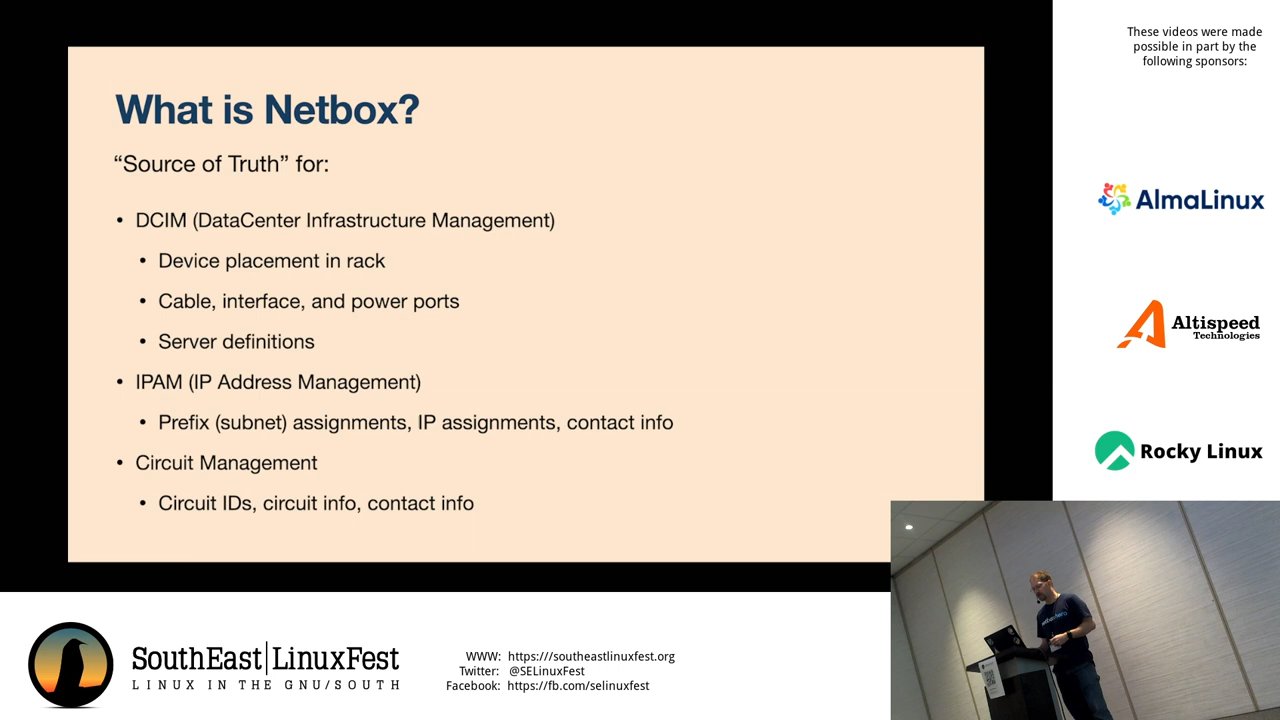 What is Netbox?
“Source of Truth” for:
• DCIM (DataCenter Infrastructure Management)
• Device placement in rack
• Cable, interface, and power ports
• Server definitions
• IPAM (IP Address Management)
• Prefix (subnet) assignments, IP assignments, contact info
• Circuit Management
• Circuit IDs, circuit info, contact info
These videos were made
possible in part by the
following sponsors:
AlmaLinux
Altispeed
Technologies
Rocky Linux
SouthEast|LinuxFest
LINUX IN THE GNU/SOUTH
WWW: https:///southeastlinuxfest.org
Twitter: @SELinuxFest
Facebook: https://fb.com/selinuxfest